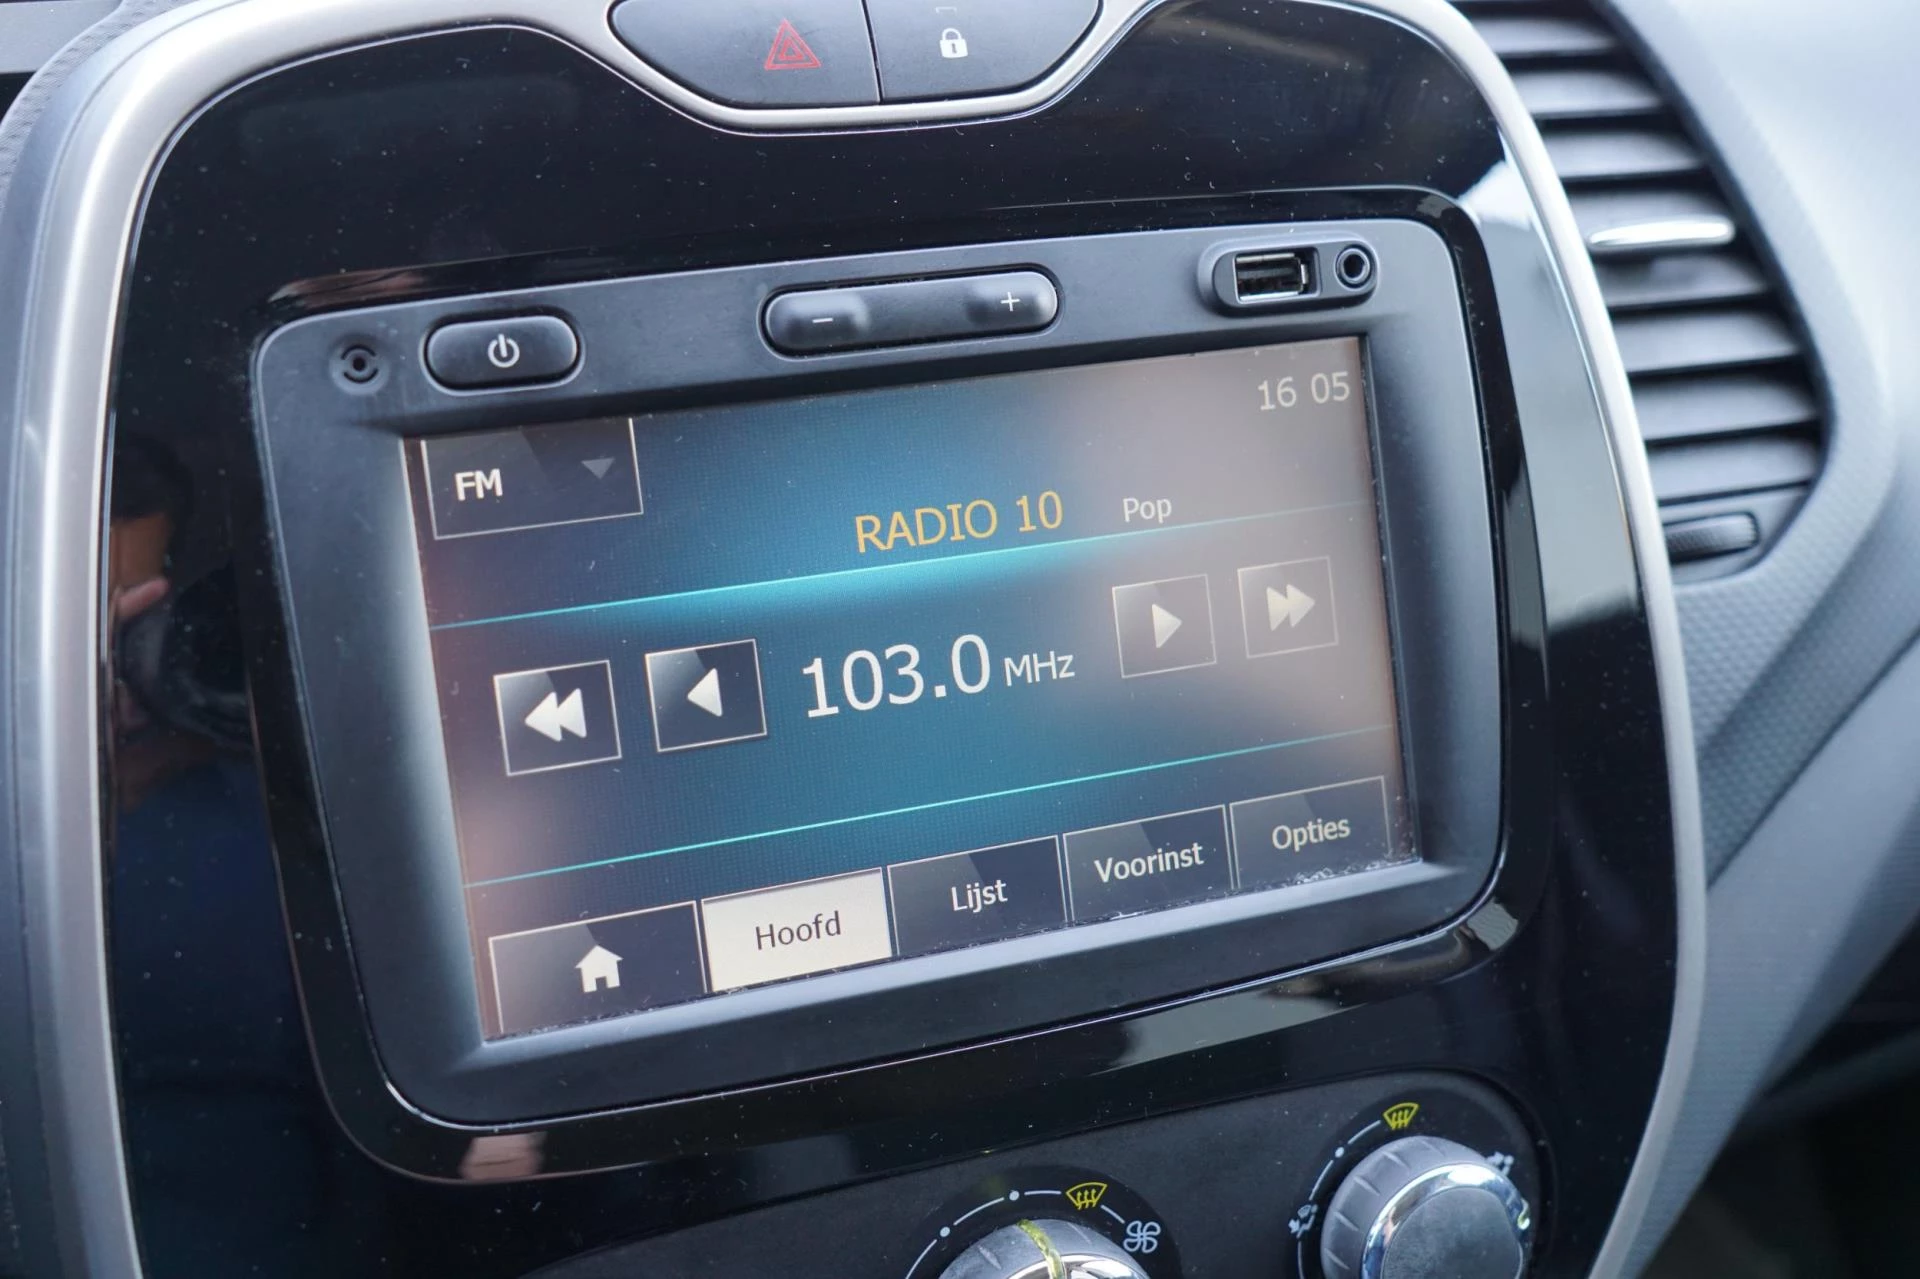 16 05
FM
RADIO 10 Pop
103.0 MHz
Hoofd Lijst Voorinst Opties